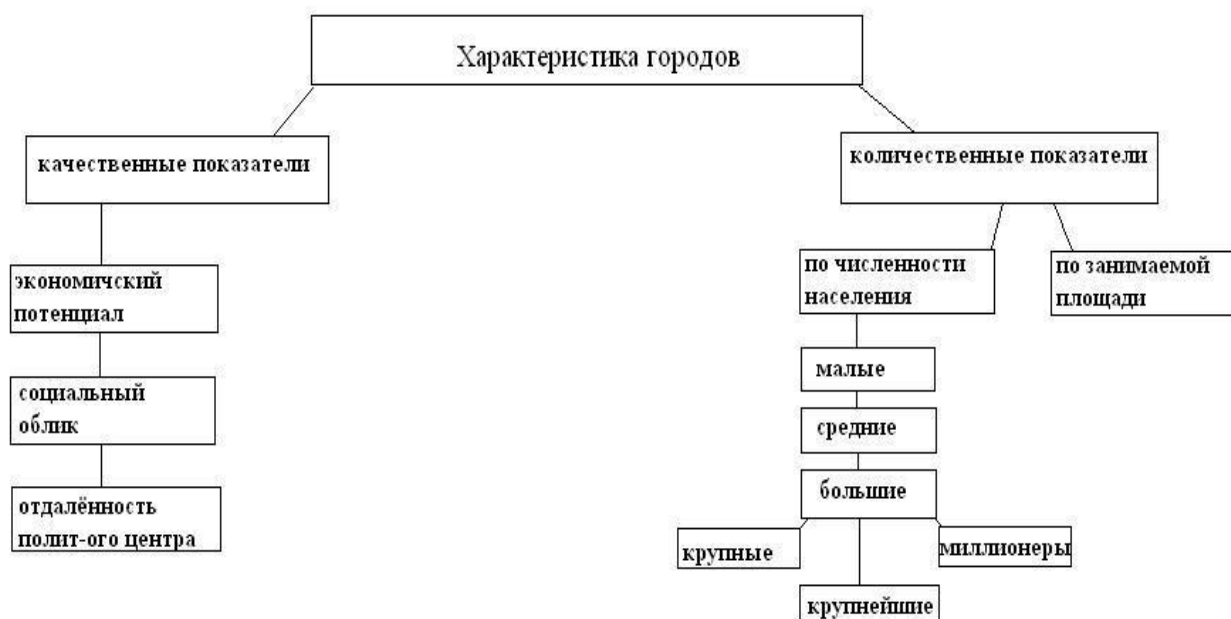 Характеристика городов
качественные показатели
количественные показатели
экономичский
потенциал
социальный
облик
отдалённость
полит-ого центра
по численности
населения
по занимаемой
площади
малые
средние
большие
крупные
миллионеры
крупнейшие